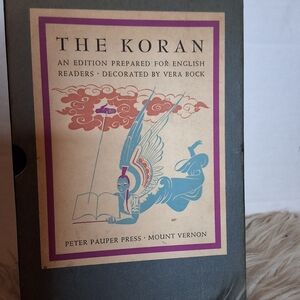 THE KORAN
AN EDITION PREPARED FOR ENGLISH
READERS · DECORATED BY VERA BOCK
PETER PAUPER PRESS · MOUNT VERNON